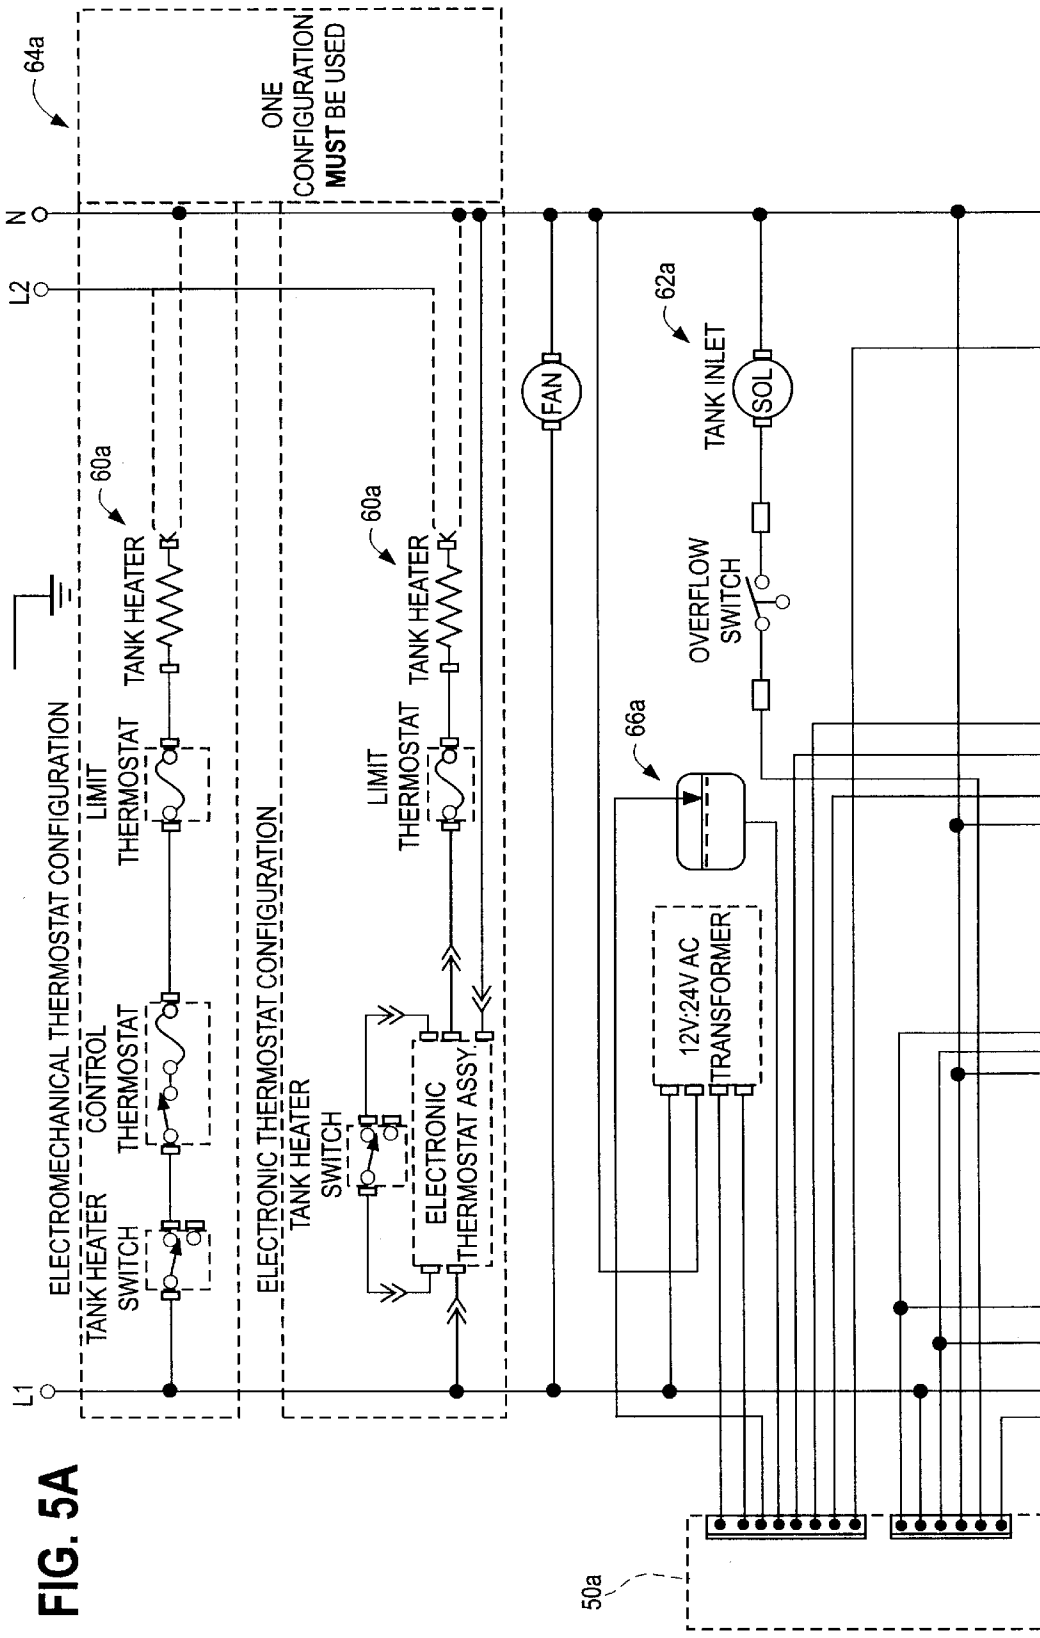 FIG. 5A
L1
L2
N
64a
ELECTROMECHANICAL THERMOSTAT CONFIGURATION
TANK HEATER
SWITCH
CONTROL
THERMOSTAT
LIMIT
THERMOSTAT
TANK HEATER
60a
ONE
CONFIGURATION
MUST BE USED
ELECTRONIC THERMOSTAT CONFIGURATION
TANK HEATER
SWITCH
ELECTRONIC
THERMOSTAT ASSY.
LIMIT
THERMOSTAT
TANK HEATER
60a
FAN
12V:24V AC
TRANSFORMER
66a
OVERFLOW
SWITCH
TANK INLET
62a
SOL
50a